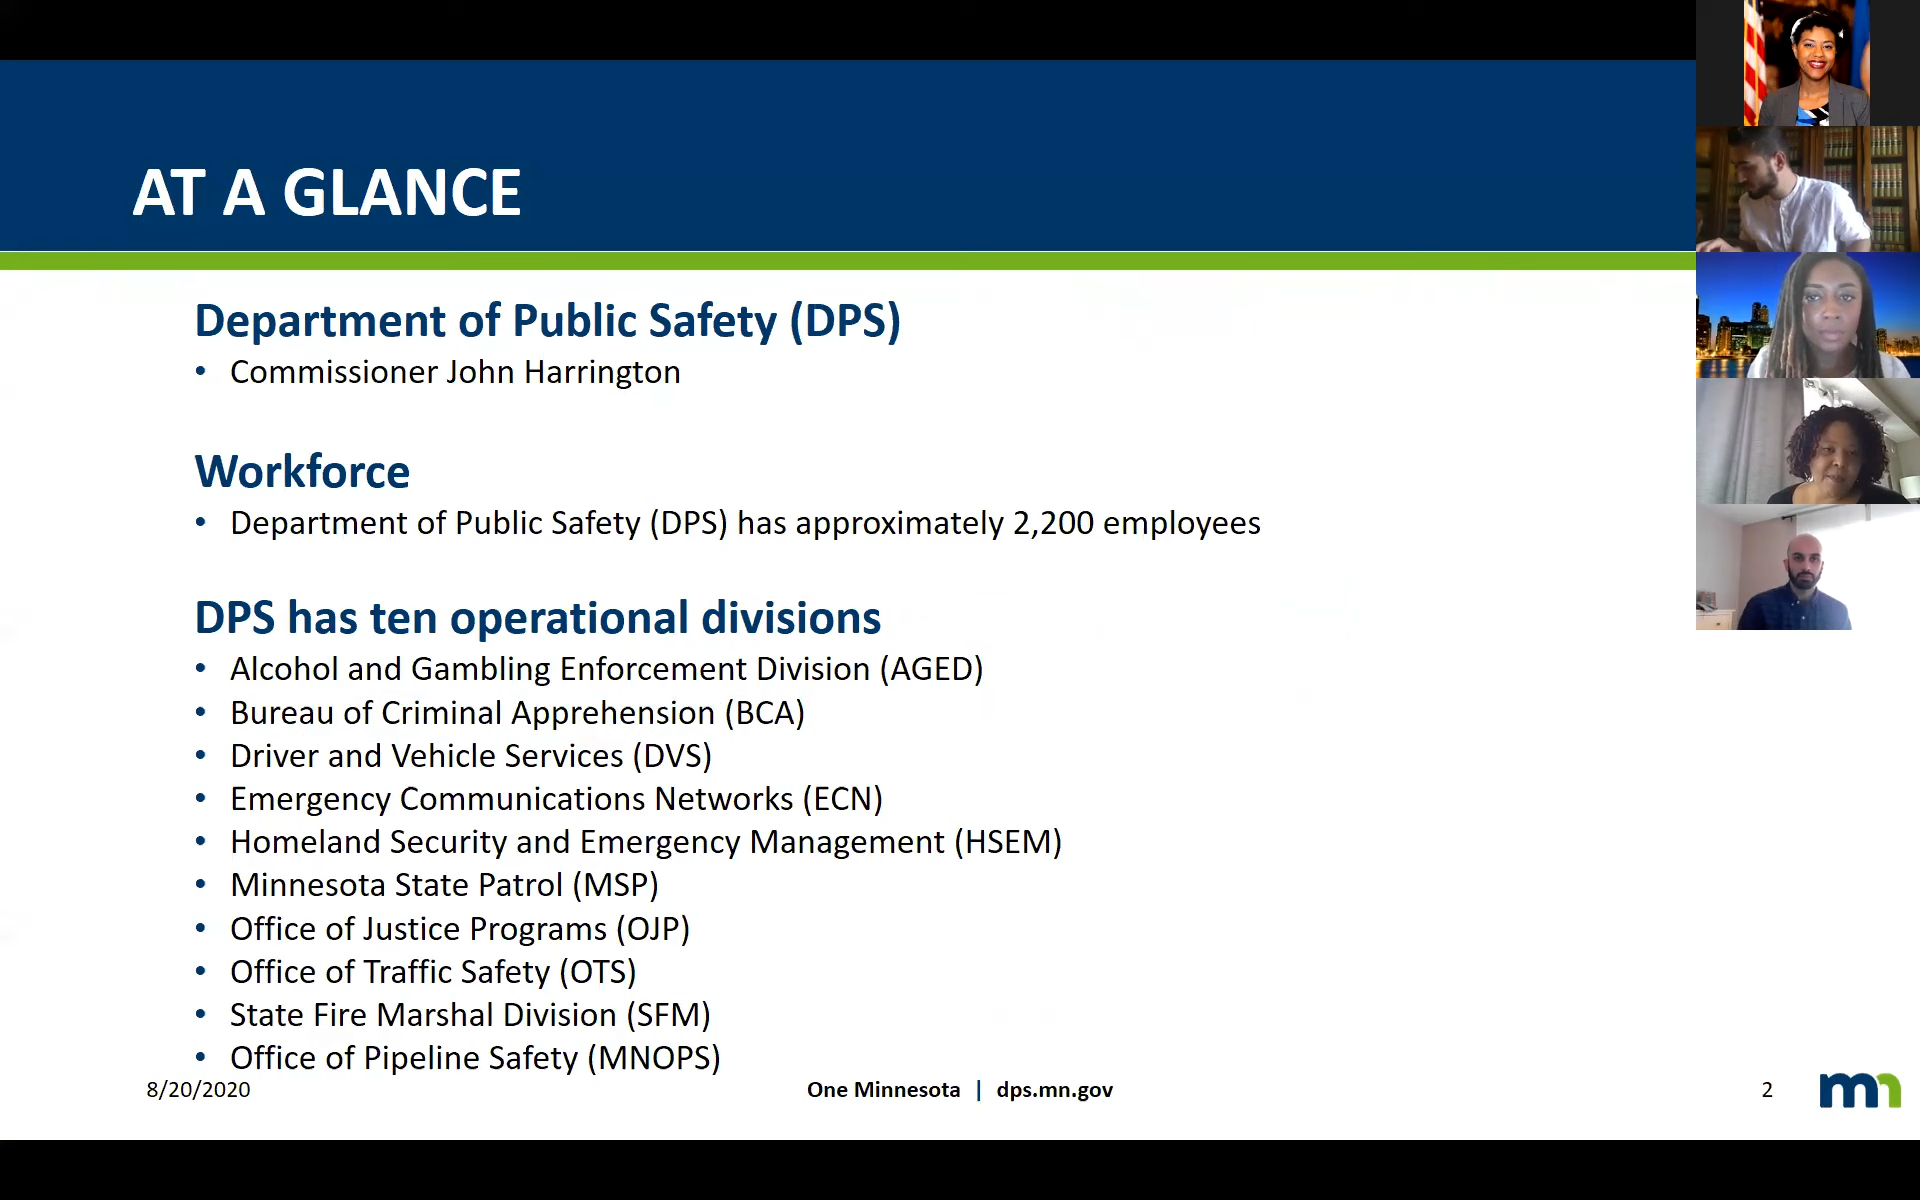 AT A GLANCE
Department of Public Safety (DPS)
• Commissioner John Harrington
Workforce
• Department of Public Safety (DPS) has approximately 2,200 employees
DPS has ten operational divisions
• Alcohol and Gambling Enforcement Division (AGED)
• Bureau of Criminal Apprehension (BCA)
• Driver and Vehicle Services (DVS)
• Emergency Communications Networks (ECN)
• Homeland Security and Emergency Management (HSEM)
• Minnesota State Patrol (MSP)
• Office of Justice Programs (OJP)
• Office of Traffic Safety (OTS)
• State Fire Marshal Division (SFM)
• Office of Pipeline Safety (MNOPS)
8/20/2020 One Minnesota | dps.mn.gov 2 mn